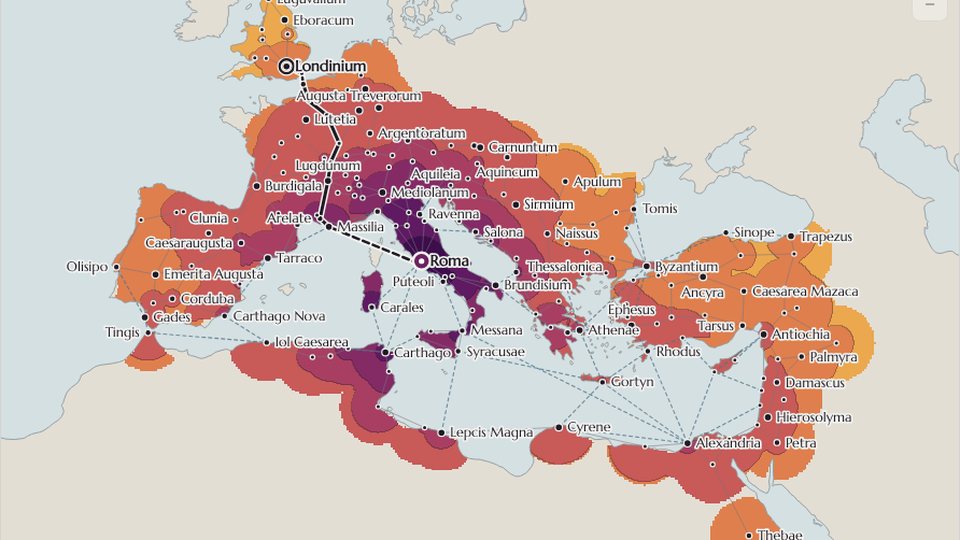 Luguvalium
Eboracum
Londinium
Augusta Treverorum
Lutetia
Argentoratum
Carnuntum
Lugdunum
Aquileia
Aquincum
Apulum
Burdigala
Mediolanum
Sirmium
Tomis
Clunia
Arelate
Massilia
Ravenna
Salona
Naissus
Sinope
Trapezus
Caesaraugusta
Tarraco
Roma
Thessalonica
Byzantium
Olisipo
Emerita Augusta
Puteoli
Brundisium
Ancyra
Caesarea Mazaca
Corduba
Gades
Carthago Nova
Carales
Ephesus
Tingis
Messana
Athenae
Tarsus
Antiochia
Iol Caesarea
Carthago
Syracusae
Rhodus
Palmyra
Gortyn
Damascus
Lepcis Magna
Cyrene
Hierosolyma
Alexandria
Petra
Thebae